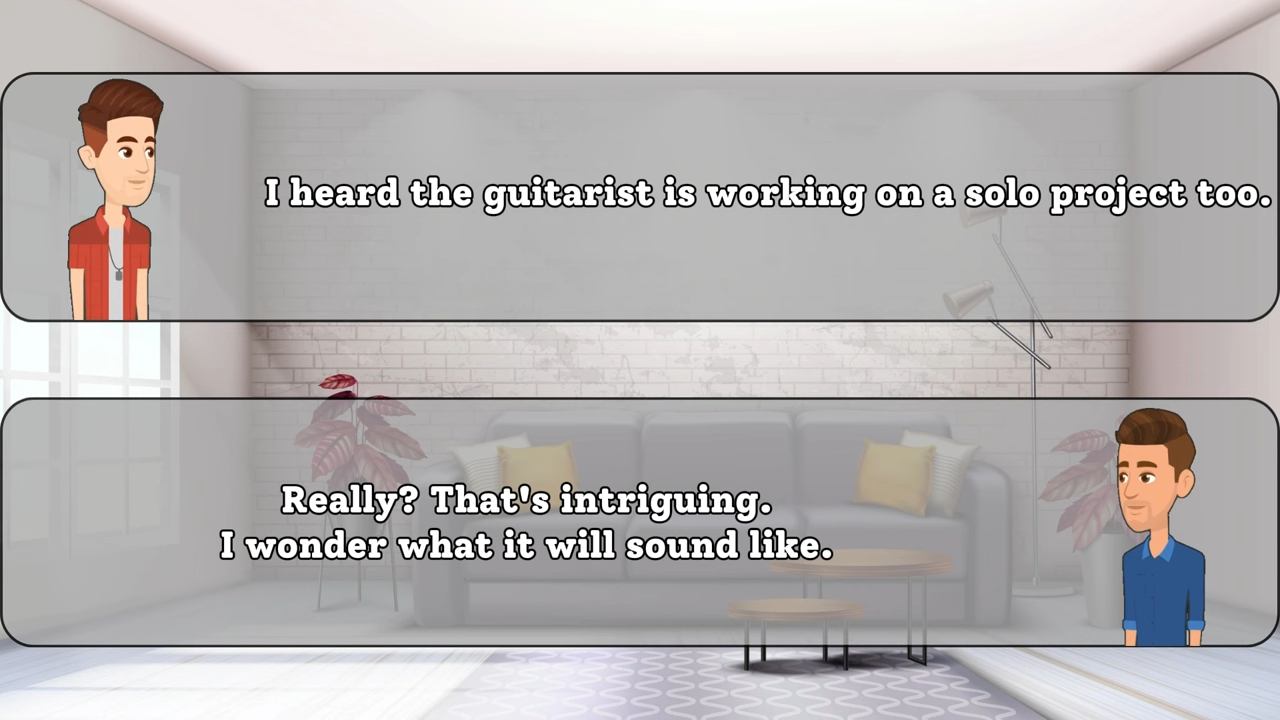 I heard the guitarist is working on a solo project too.
Really? That's intriguing.
I wonder what it will sound like.